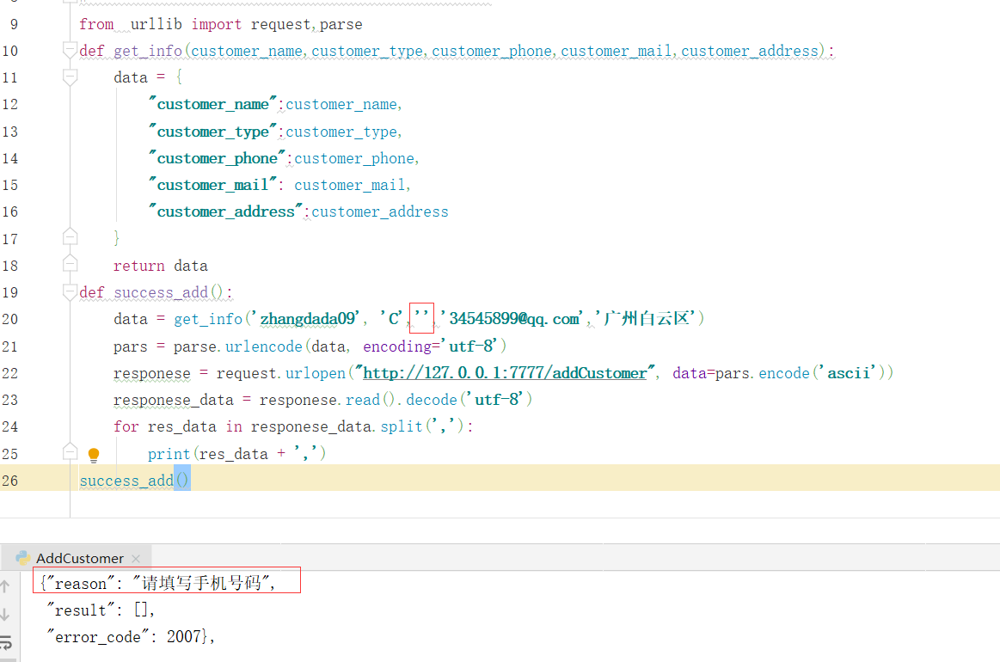 9 from urllib import request,parse
10 def get_info(customer_name,customer_type,customer_phone,customer_mail,customer_address):
11 data = {
12 "customer_name":customer_name,
13 "customer_type":customer_type,
14 "customer_phone":customer_phone,
15 "customer_mail": customer_mail,
16 "customer_address":customer_address
17 }
18 return data
19 def success_add():
20 data = get_info('zhangdada09', 'C','', '34545899@qq.com','广州白云区')
21 pars = parse.urlencode(data, encoding='utf-8')
22 responese = request.urlopen("http://127.0.0.1:7777/addCustomer", data=pars.encode('ascii'))
23 responese_data = responese.read().decode('utf-8')
24 for res_data in responese_data.split(','):
25 print(res_data + ',')
26 success_add()
AddCustomer ×
{"reason": "请填写手机号码",
"result": [],
"error_code": 2007},